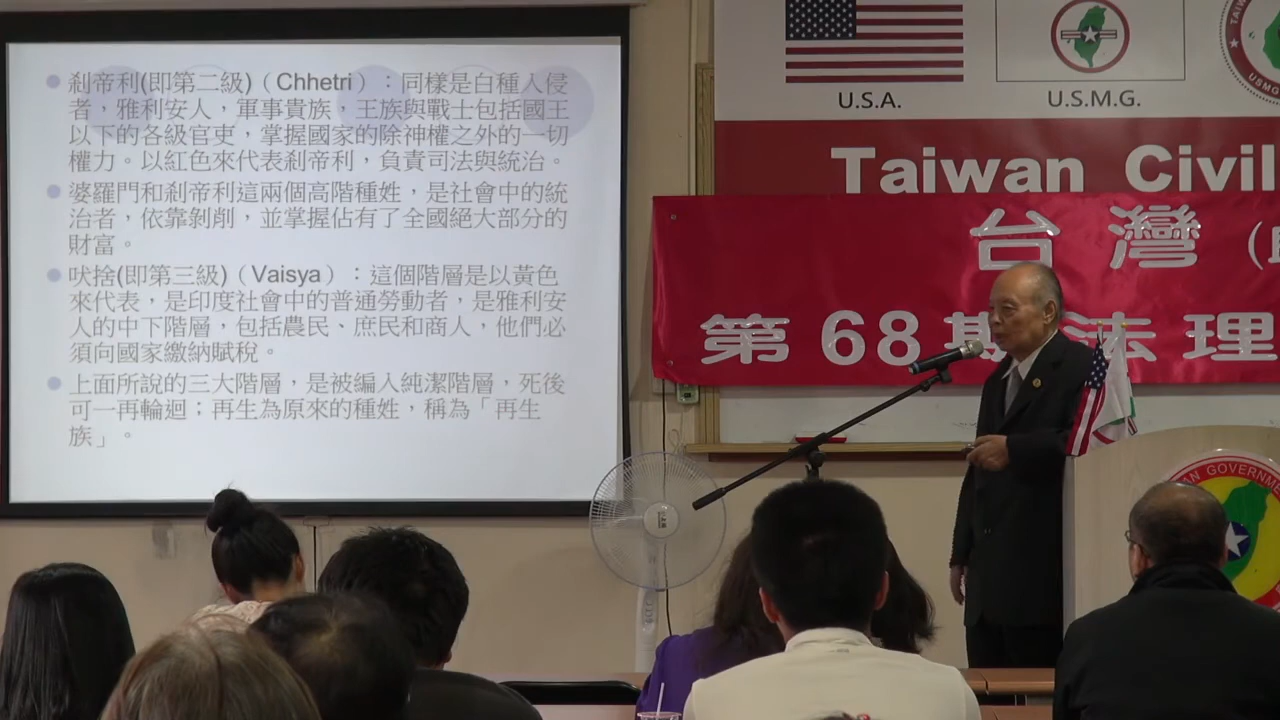 剎帝利(即第二級)（Chhetri）：同樣是白種人侵
者，雅利安人，軍事貴族，王族與戰士包括國王
以下的各級官吏，掌握國家的除神權之外的一切
權力。以紅色來代表剎帝利，負責司法與統治。
婆羅門和剎帝利這兩個高階種姓，是社會中的統
治者，依靠剝削，並掌握佔有了全國絕大部分的
財富。
吠捨(即第三級)（Vaisya）：這個階層是以黃色
來代表，是印度社會中的普通勞動者，是雅利安
人的中下階層，包括農民、庶民和商人，他們必
須向國家繳納賦稅。
上面所說的三大階層，是被編入純潔階層，死後
可一再輪迴；再生為原來的種姓，稱為「再生
族」。
U.S.A.
U.S.M.G.
TAIWAN
USMG
Taiwan Civil
台灣（
第68期法理
GOVERNMENT